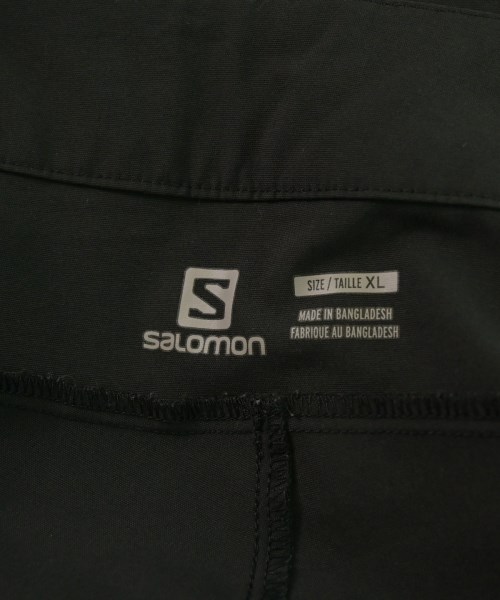 S
SALOMON
SIZE / TAILLE XL
MADE IN BANGLADESH
FABRIQUE AU BANGLADESH